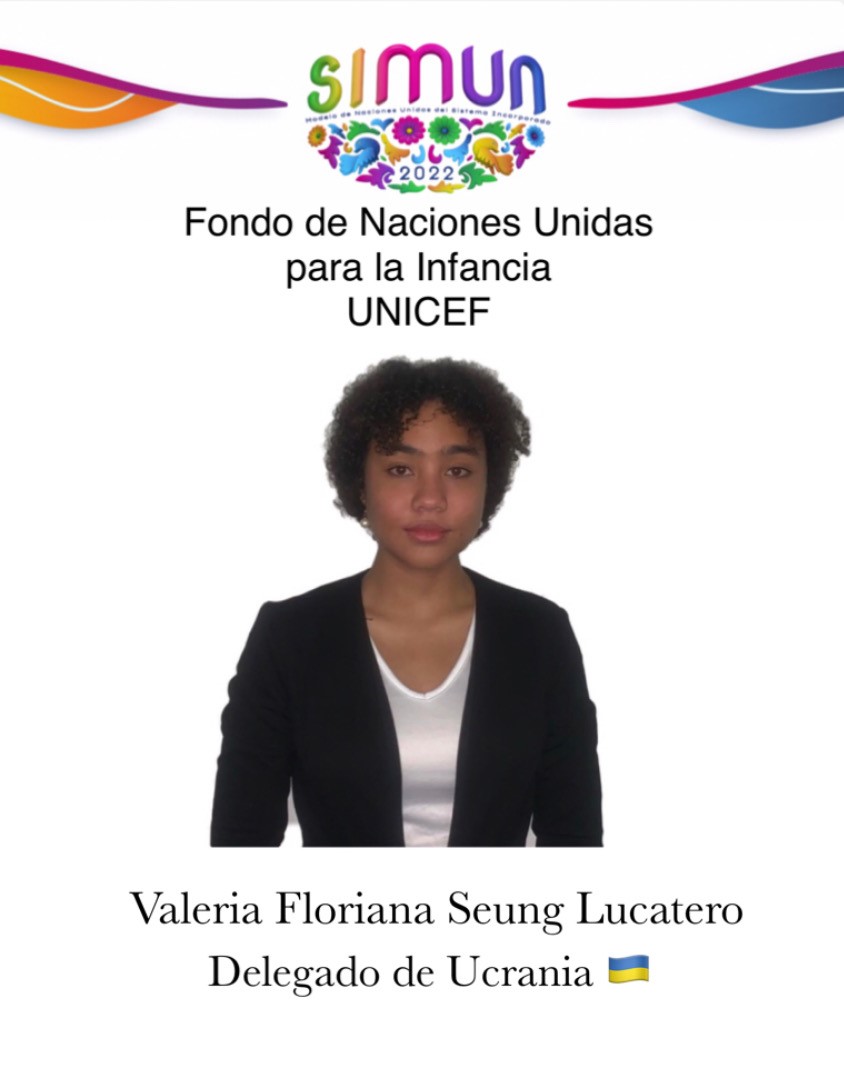 SIMUN
Modelo de Naciones Unidas del Sistema Incorporado
2022
Fondo de Naciones Unidas
para la Infancia
UNICEF
Valeria Floriana Seung Lucatero
Delegado de Ucrania 🇺🇦